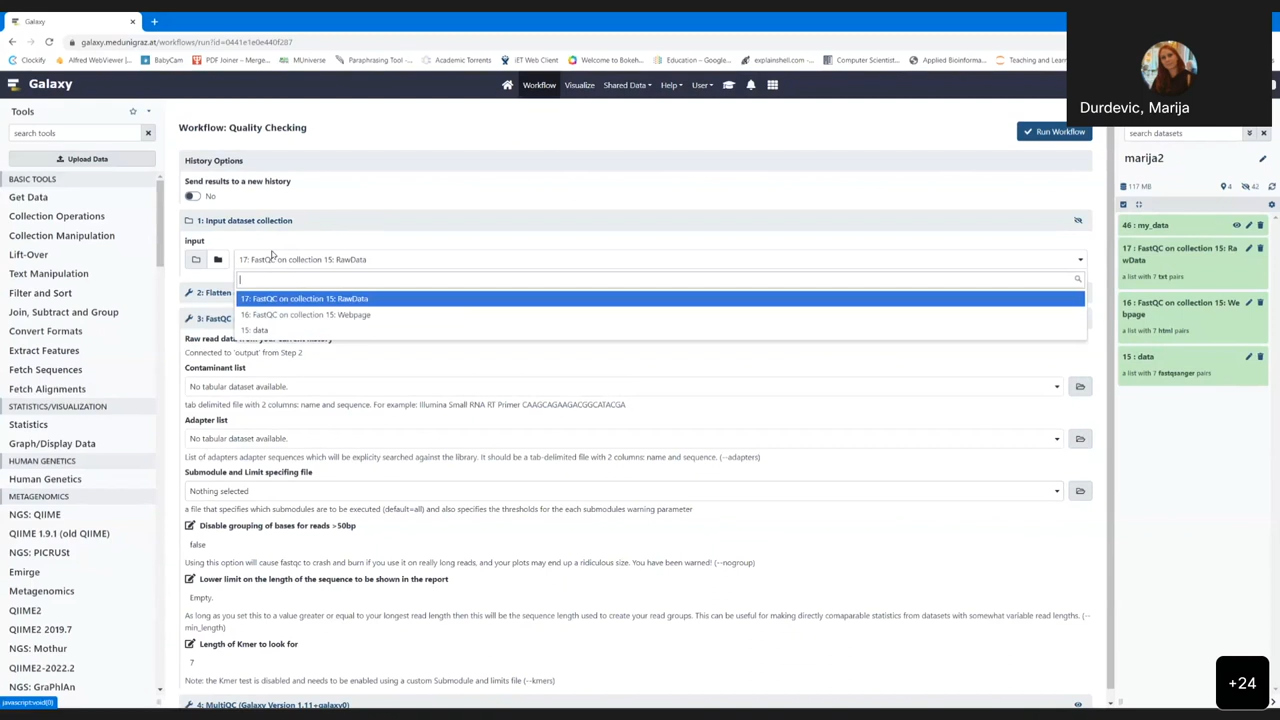 Galaxy
galaxy.medunigraz.at/workflows/run?id=0441e1e0e440f287
Clockify
Alfred WebViewer | ...
BabyCam
PDF Joiner – Merge...
MUniverse
Paraphrasing Tool -...
Academic Torrents
iET Web Client
Welcome to Bokeh...
Education – Google...
explainshell.com -...
Computer Scientist...
Applied Bioinforma...
Teaching and Learn
Durdevic, Marija
Galaxy
Workflow
Visualize
Shared Data
Help
User
Tools
search tools
Upload Data
BASIC TOOLS
Get Data
Collection Operations
Collection Manipulation
Lift-Over
Text Manipulation
Filter and Sort
Join, Subtract and Group
Convert Formats
Extract Features
Fetch Sequences
Fetch Alignments
STATISTICS/VISUALIZATION
Statistics
Graph/Display Data
HUMAN GENETICS
Human Genetics
METAGENOMICS
NGS: QIIME
QIIME 1.9.1 (old QIIME)
NGS: PICRUSt
Emirge
Metagenomics
QIIME2
QIIME2 2019.7
NGS: Mothur
QIIME2-2022.2
NGS: GraPhlAn
javascript:void(0)
Workflow: Quality Checking
Run Workflow
History Options
Send results to a new history
No
1: Input dataset collection
input
17: FastQC on collection 15: RawData
17: FastQC on collection 15: RawData
16: FastQC on collection 15: Webpage
15: data
2: Flatten
3: FastQC
Raw read data from your current history
Connected to 'output' from Step 2
Contaminant list
No tabular dataset available.
tab delimited file with 2 columns: name and sequence. For example: Illumina Small RNA RT Primer CAAGCAGAAGACGGCATACGA
Adapter list
No tabular dataset available.
List of adapters adapter sequences which will be explicity searched against the library. It should be a tab-delimited file with 2 columns: name and sequence. (--adapters)
Submodule and Limit specifing file
Nothing selected
a file that specifies which submodules are to be executed (default=all) and also specifies the thresholds for the each submodules warning parameter
Disable grouping of bases for reads >50bp
false
Using this option will cause fastqc to crash and burn if you use it on really long reads, and your plots may end up a ridiculous size. You have been warned! (--nogroup)
Lower limit on the length of the sequence to be shown in the report
Empty.
As long as you set this to a value greater or equal to your longest read length then this will be the sequence length used to create your read groups. This can be useful for making directly comaparable statistics from datasets with somewhat variable read lengths. (--
min_length)
Length of Kmer to look for
7
Note: the Kmer test is disabled and needs to be enabled using a custom Submodule and limits file (--kmers)
4: MultiQC (Galaxy Version 1.11+galaxy0)
search datasets
marija2
117 MB
4
42
46 : my_data
17 : FastQC on collection 15: Ra
wData
a list with 7 txt pairs
16 : FastQC on collection 15: We
bpage
a list with 7 html pairs
15 : data
a list with 7 fastqsanger pairs
+24